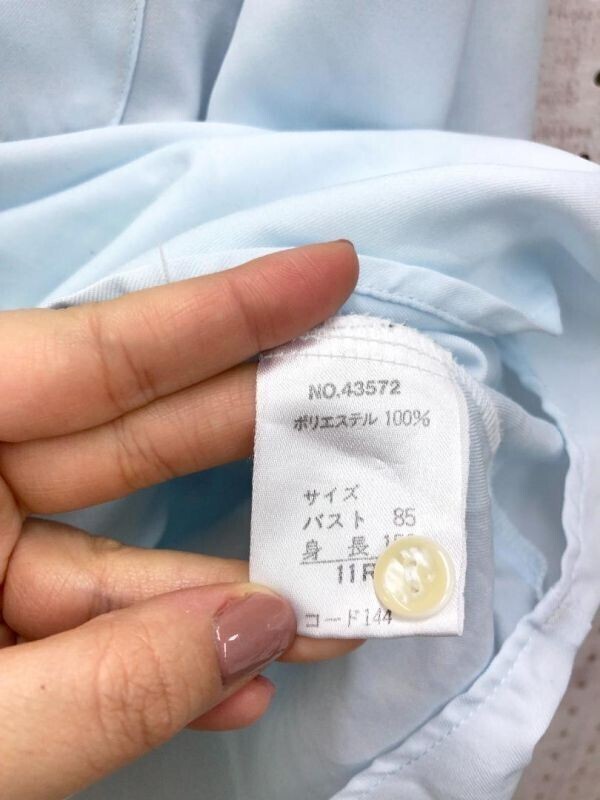 NO.43572
ポリエステル 100%
サイズ
バスト 85
身長
11R
コード144